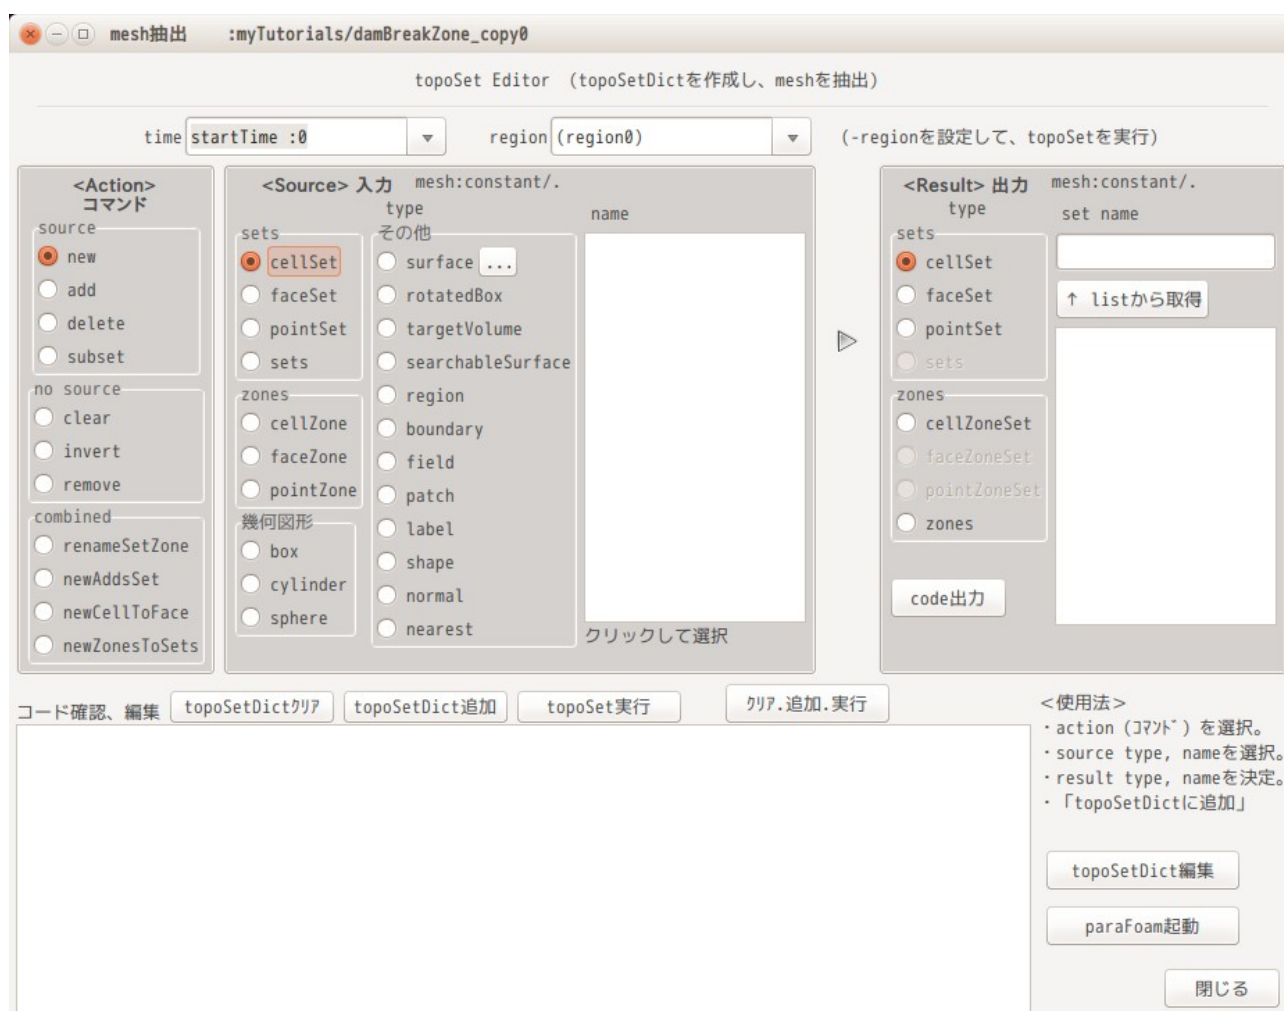 mesh抽出 :myTutorials/damBreakZone_copy0
topoSet Editor (topoSetDictを作成し、meshを抽出)
time startTime :0 region (region0) (-regionを設定して、topoSetを実行)
<Action>
コマンド
source
new
add
delete
subset
no source
clear
invert
remove
combined
renameSetZone
newAddsSet
newCellToFace
newZonesToSets
<Source> 入力 mesh:constant/.
type
name
sets
cellSet
faceSet
pointSet
sets
zones
cellZone
faceZone
pointZone
幾何図形
box
cylinder
sphere
その他
surface ...
rotatedBox
targetVolume
searchableSurface
region
boundary
field
patch
label
shape
normal
nearest
クリックして選択
<Result> 出力 mesh:constant/.
type
set name
sets
cellSet
faceSet
pointSet
sets
zones
cellZoneSet
faceZoneSet
pointZoneSet
zones
↑ listから取得
code出力
コード確認、編集 topoSetDictｸﾘｱ topoSetDict追加 topoSet実行 ｸﾘｱ.追加.実行
<使用法>
・action (ｺﾏﾝﾄﾞ) を選択。
・source type, nameを選択。
・result type, nameを決定。
・「topoSetDictに追加」
topoSetDict編集
paraFoam起動
閉じる